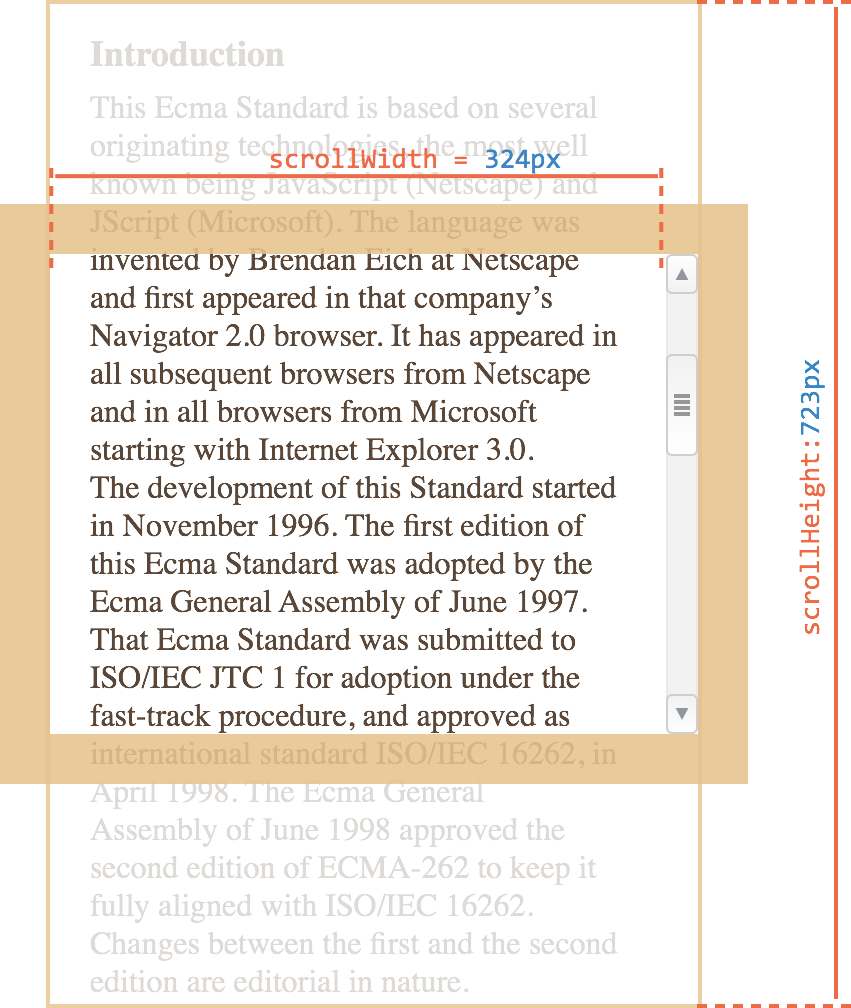 Introduction
This Ecma Standard is based on several
originating technologies, the most well
scrollWidth = 324px
known being JavaScript (Netscape) and
JScript (Microsoft). The language was
invented by Brendan Eich at Netscape
and first appeared in that company’s
Navigator 2.0 browser. It has appeared in
all subsequent browsers from Netscape
and in all browsers from Microsoft
starting with Internet Explorer 3.0.
The development of this Standard started
in November 1996. The first edition of
this Ecma Standard was adopted by the
Ecma General Assembly of June 1997.
That Ecma Standard was submitted to
ISO/IEC JTC 1 for adoption under the
fast-track procedure, and approved as
international standard ISO/IEC 16262, in
April 1998. The Ecma General
Assembly of June 1998 approved the
second edition of ECMA-262 to keep it
fully aligned with ISO/IEC 16262.
Changes between the first and the second
edition are editorial in nature.
scrollHeight:723px